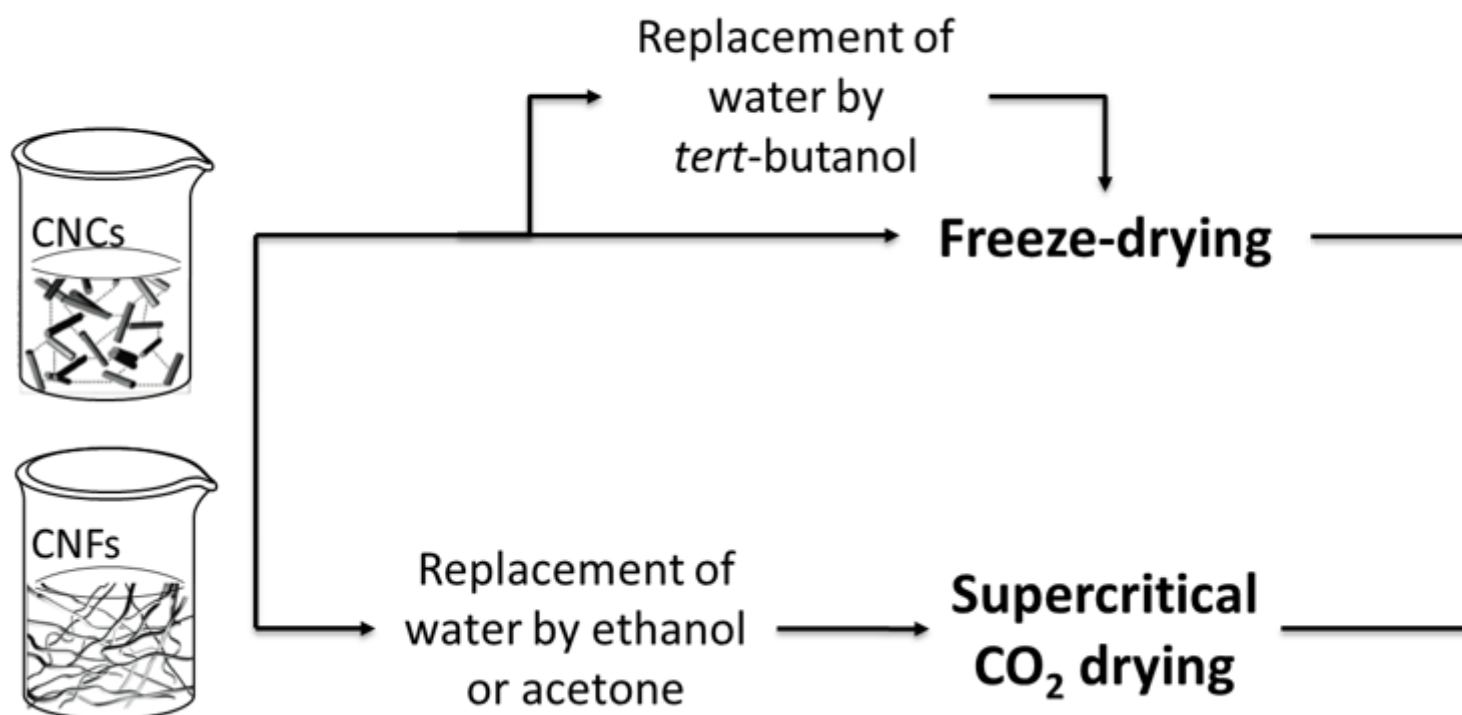 Replacement of
water by
tert-butanol
CNCs
Freeze-drying
CNFs
Replacement of
water by ethanol
or acetone
Supercritical
CO₂ drying